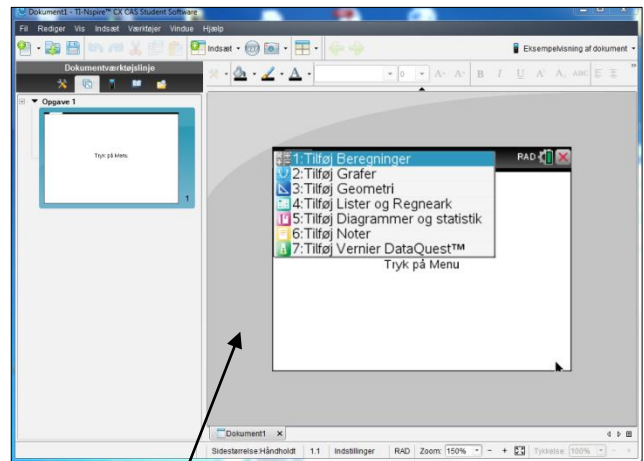 Dokument1 - TI-Nspire™ CX CAS Student Software
Fil Rediger Vis Indsæt Værktøjer Vindue Hjælp
Indsæt Eksempelvisning af dokument
Dokumentværktøjslinje
0 A A B I U ABC
Opgave 1
Tryk på Menu
1
1:Tilføj Beregninger RAD
2:Tilføj Grafer
3:Tilføj Geometri
4:Tilføj Lister og Regneark
5:Tilføj Diagrammer og statistik
6:Tilføj Noter
7:Tilføj Vernier DataQuest™
Tryk på Menu
Dokument1
Sidestørrelse:Håndholdt 1.1 Indstillinger RAD Zoom: 150% - + Tykkelse: 100% - +